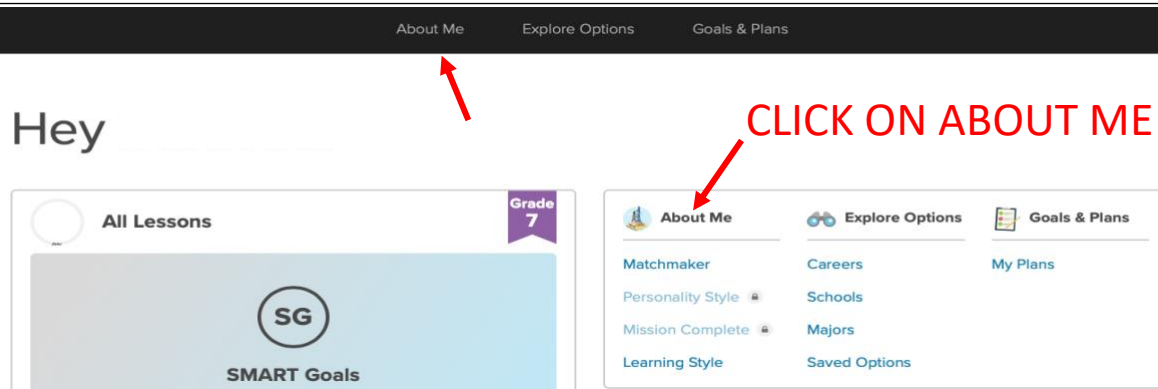 About Me Explore Options Goals & Plans
Hey
CLICK ON ABOUT ME
All Lessons
Grade
7
SG
SMART Goals
About Me Explore Options Goals & Plans
Matchmaker Careers My Plans
Personality Style Schools
Mission Complete Majors
Learning Style Saved Options